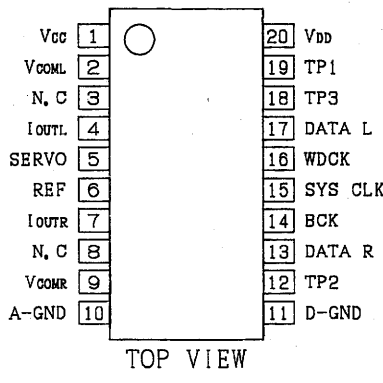 Vcc 1 20 VDD
VCOML 2 19 TP1
N.C 3 18 TP3
IOUTL 4 17 DATA L
SERVO 5 16 WDCK
REF 6 15 SYS CLK
IOUTR 7 14 BCK
N.C 8 13 DATA R
VCOMR 9 12 TP2
A-GND 10 11 D-GND
TOP VIEW